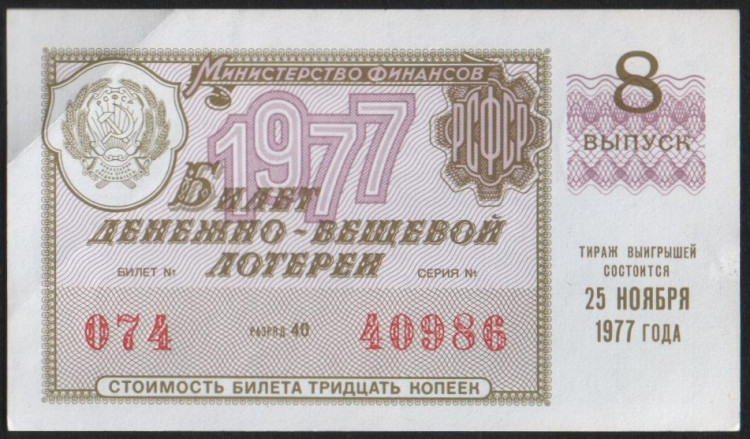 Министерство Финансов
РСФСР
1977
Билет
денежно-вещевой
лотереи
БИЛЕТ № СЕРИЯ №
074 РАЗРЯД 40 40986
СТОИМОСТЬ БИЛЕТА ТРИДЦАТЬ КОПЕЕК
8
ВЫПУСК
ТИРАЖ ВЫИГРЫШЕЙ
СОСТОИТСЯ
25 НОЯБРЯ
1977 ГОДА